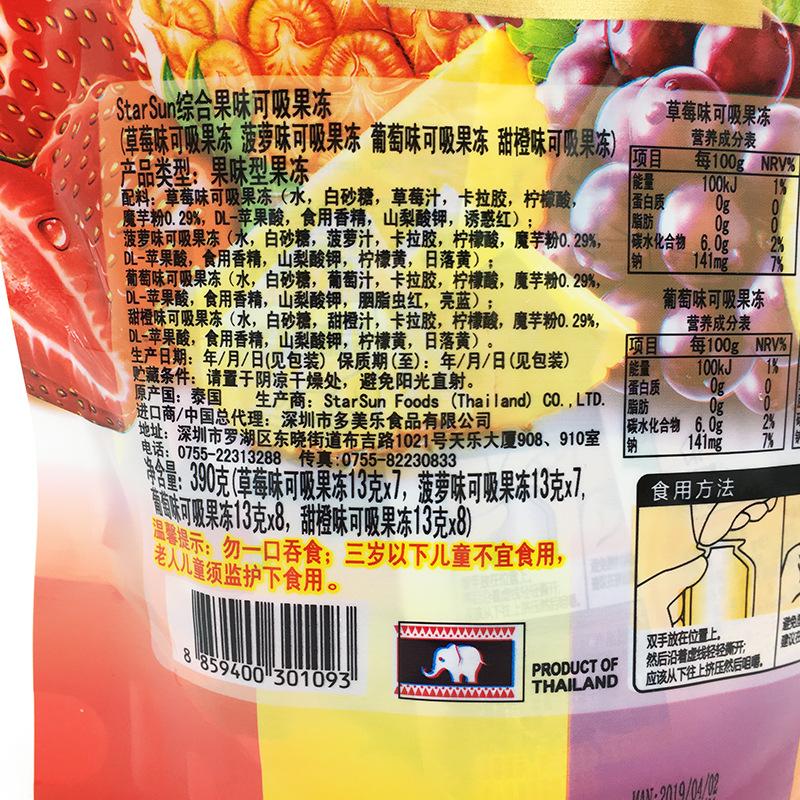 StarSun综合果味可吸果冻
(草莓味可吸果冻 菠萝味可吸果冻 葡萄味可吸果冻 甜橙味可吸果冻)
产品类型：果味型果冻
配料：草莓味可吸果冻（水，白砂糖，草莓汁，卡拉胶，柠檬酸，
魔芋粉0.29%，DL-苹果酸，食用香精，山梨酸钾，诱惑红）；
菠萝味可吸果冻（水，白砂糖，菠萝汁，卡拉胶，柠檬酸，魔芋粉0.29%，
DL-苹果酸，食用香精，山梨酸钾，柠檬黄，日落黄）；
葡萄味可吸果冻（水，白砂糖，葡萄汁，卡拉胶，柠檬酸，魔芋粉0.29%，
DL-苹果酸，食用香精，山梨酸钾，胭脂虫红，亮蓝）；
甜橙味可吸果冻（水，白砂糖，甜橙汁，卡拉胶，柠檬酸，魔芋粉0.29%，
DL-苹果酸，食用香精，山梨酸钾，柠檬黄，日落黄）。
生产日期：年/月/日(见包装) 保质期(至)：年/月/日(见包装)
贮藏条件：请置于阴凉干燥处，避免阳光直射。
原产国：泰国 生产商：StarSun Foods (Thailand) CO.,LTD.
进口商/中国总代理：深圳市多美乐食品有限公司
地址：深圳市罗湖区东晓街道布吉路1021号天乐大厦908、910室
电话：0755-22313288 传真:0755-82230833
净含量：390克(草莓味可吸果冻13克x7，菠萝味可吸果冻13克x7，
葡萄味可吸果冻13克x8，甜橙味可吸果冻13克x8)
温馨提示：勿一口吞食；三岁以下儿童不宜食用，
老人儿童须监护下食用。
8 859400 301093
PRODUCT OF
THAILAND
草莓味可吸果冻
营养成分表
项目 每100g NRV%
能量 100kJ 1%
蛋白质 0g 0
脂肪 0g 0
碳水化合物 6.0g 2%
钠 141mg 7%
葡萄味可吸果冻
营养成分表
项目 每100g NRV%
能量 100kJ 1%
蛋白质 0g 0
脂肪 0g 0
碳水化合物 6.0g 2%
钠 141mg 7%
食用方法
双手放在位置上，
然后沿着虚线轻轻撕开；
应该从下往上挤压然后咀嚼。
MAN:2019/04/02